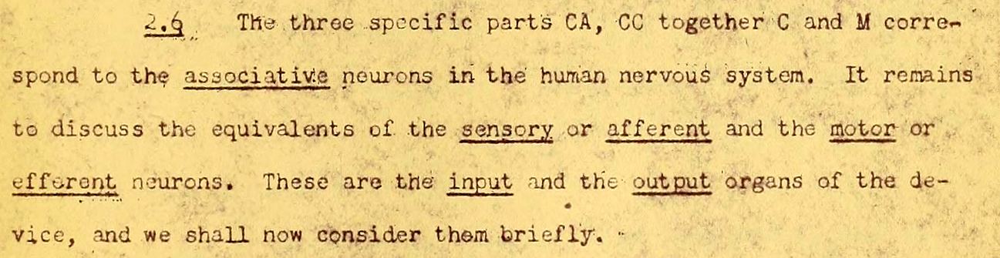 2.6 The three specific parts CA, CC together C and M corre-
spond to the associative neurons in the human nervous system. It remains
to discuss the equivalents of the sensory or afferent and the motor or
efferent neurons. These are the input and the output organs of the de-
vice, and we shall now consider them briefly.